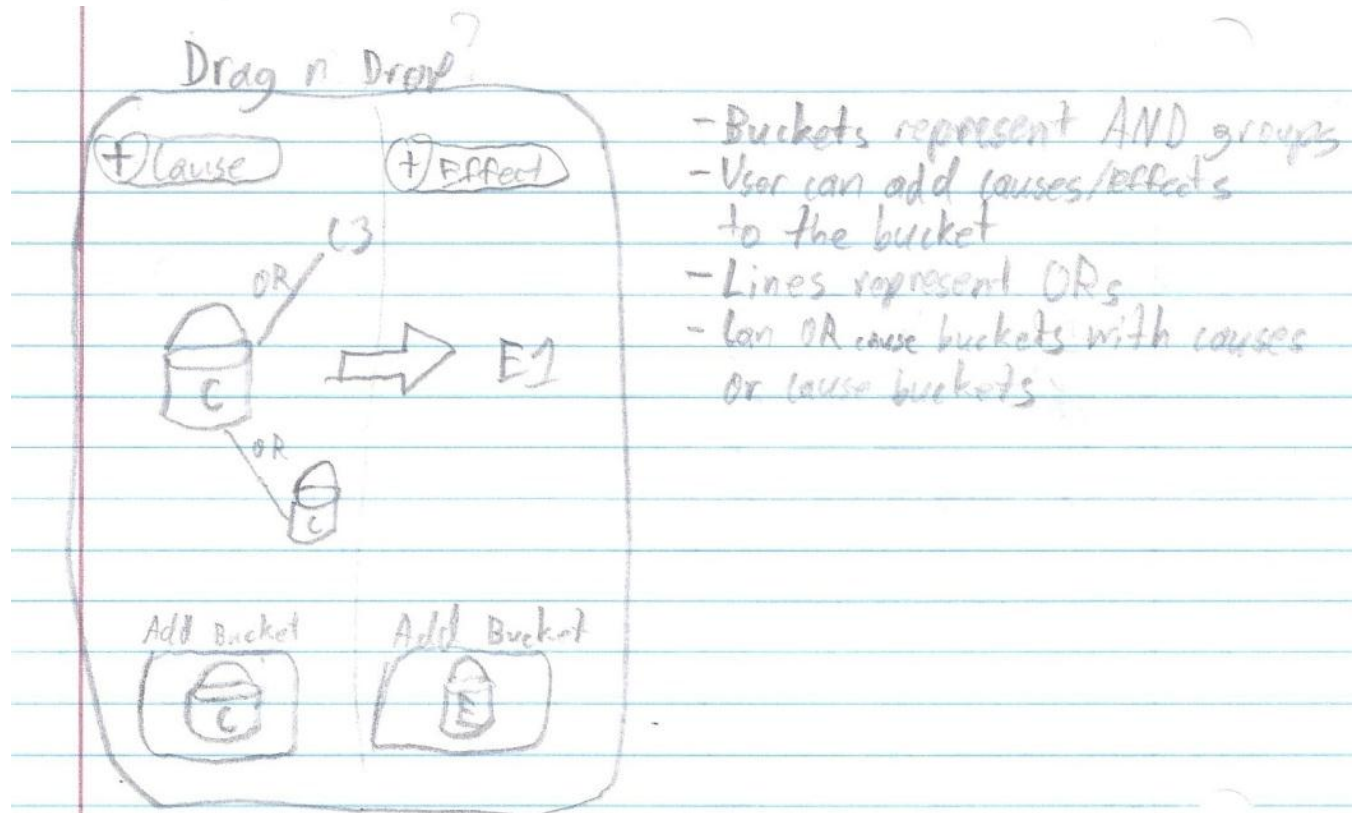 Drag n Drop?
+ Cause
+ Effect
C3
OR
C
E1
OR
C
Add Bucket
Add Bucket
C
E
- Buckets represent AND groups
- User can add causes/effects
to the bucket
- Lines represent ORs
- Can OR cause buckets with causes
or cause buckets